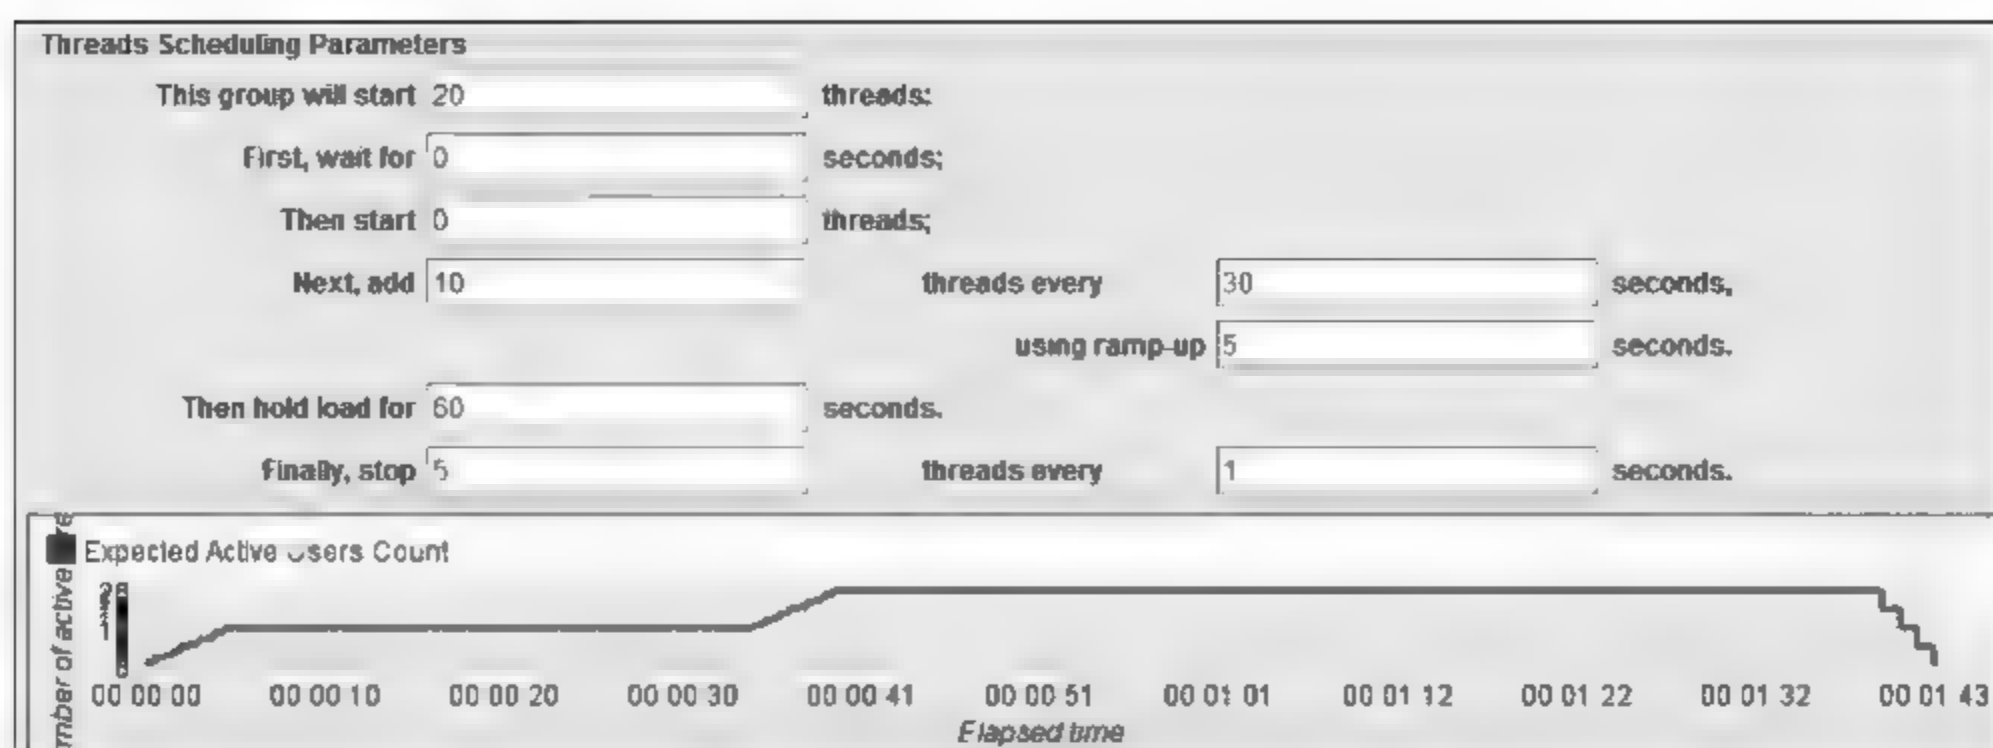 Threads Scheduling Parameters
This group will start 20 threads:
First, wait for 0 seconds;
Then start 0 threads;
Next, add 10 threads every 30 seconds,
using ramp-up 5 seconds.
Then hold load for 60 seconds.
Finally, stop 5 threads every 1 seconds.
Expected Active Users Count
of active
00 00 00 00 00 10 00 00 20 00 00 30 00 00 41 00 00 51 00 01 01 00 01 12 00 01 22 00 01 32 00 01 43
Elapsed time